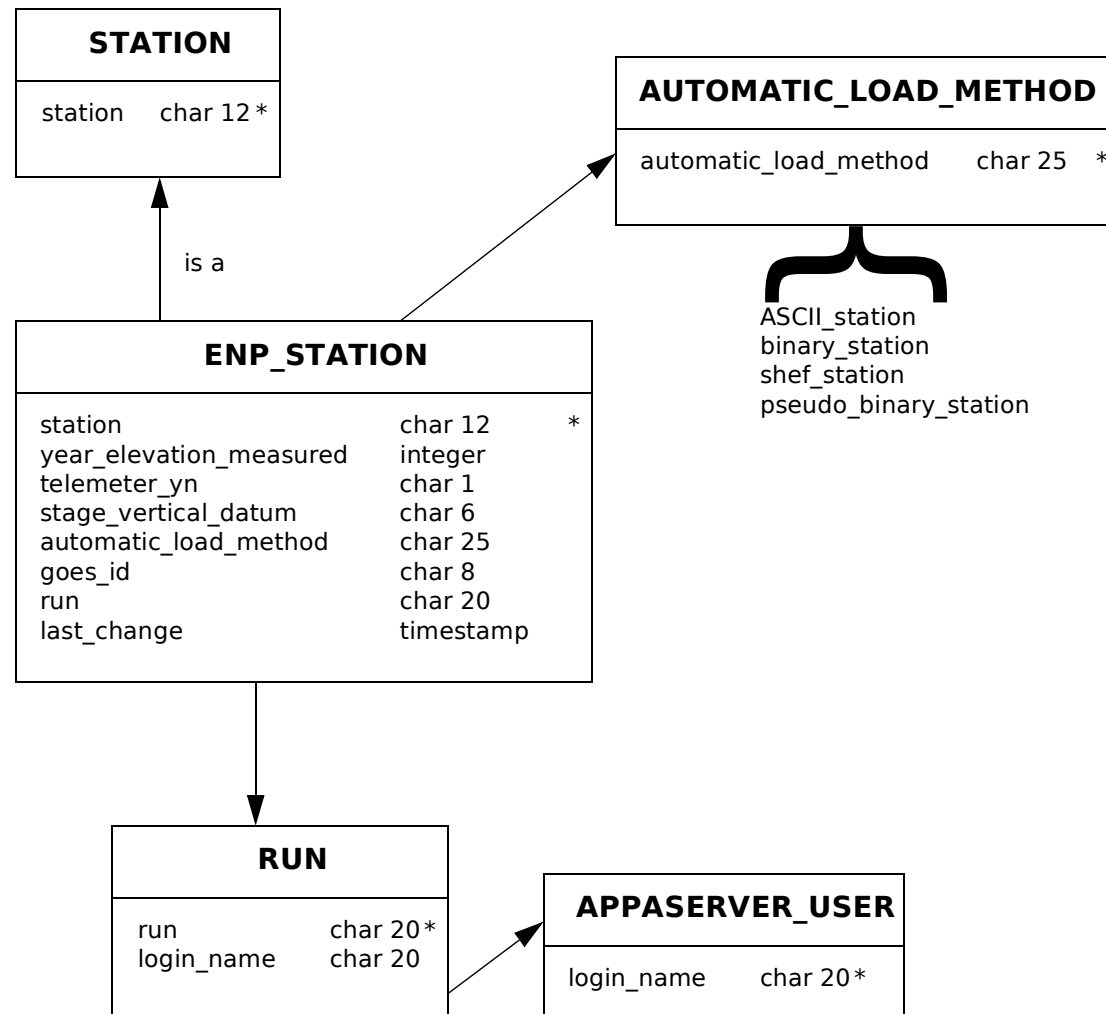 STATION
station char 12 *
is a
AUTOMATIC_LOAD_METHOD
automatic_load_method char 25 *
ASCII_station
binary_station
shef_station
pseudo_binary_station
ENP_STATION
station char 12 *
year_elevation_measured integer
telemeter_yn char 1
stage_vertical_datum char 6
automatic_load_method char 25
goes_id char 8
run char 20
last_change timestamp
RUN
run char 20 *
login_name char 20
APPASERVER_USER
login_name char 20 *